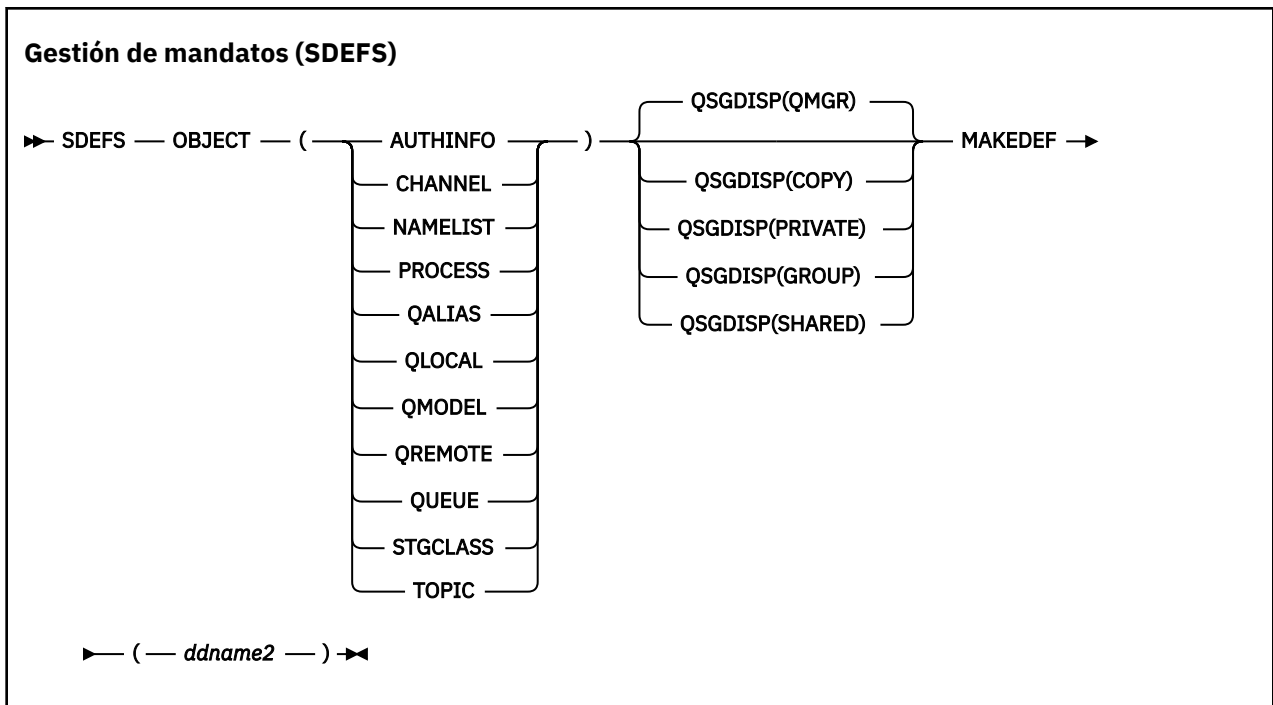 Gestión de mandatos (SDEFS)
QSGDISP(QMGR)
SDEFS OBJECT ( AUTHINFO ) MAKEDEF
CHANNEL QSGDISP(COPY)
NAMELIST QSGDISP(PRIVATE)
PROCESS QSGDISP(GROUP)
QALIAS QSGDISP(SHARED)
QLOCAL
QMODEL
QREMOTE
QUEUE
STGCLASS
TOPIC
( ddname2 )